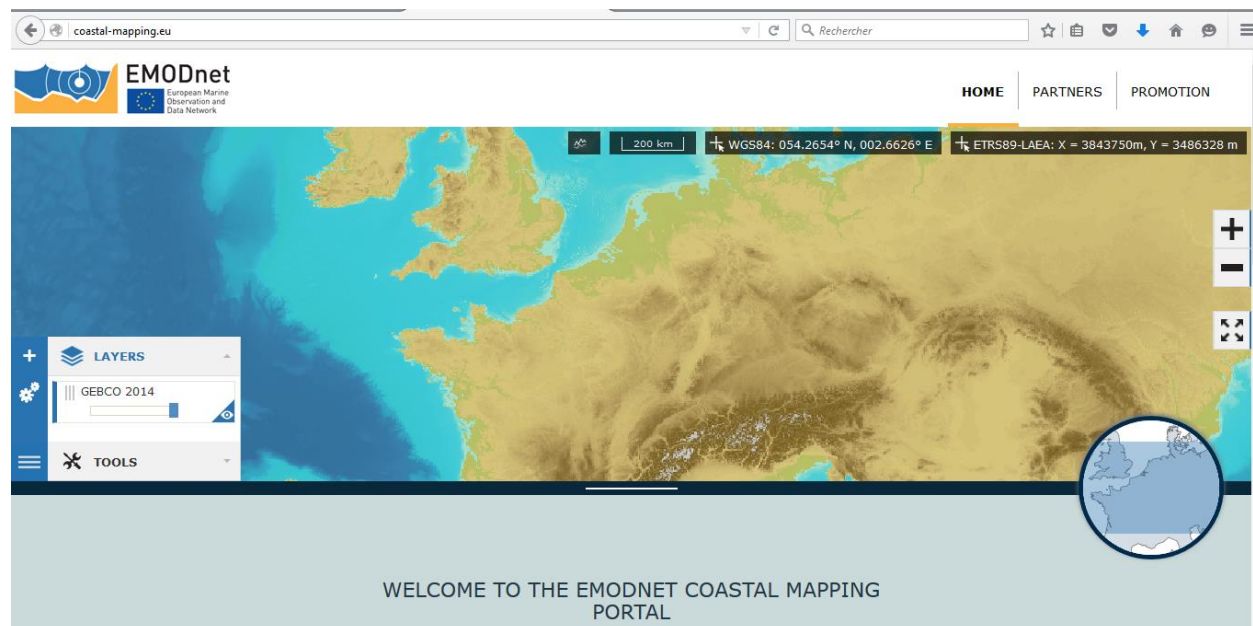 coastal-mapping.eu
Rechercher
EMODnet
European Marine
Observation and
Data Network
HOME
PARTNERS
PROMOTION
200 km
WGS84: 054.2654° N, 002.6626° E
ETRS89-LAEA: X = 3843750m, Y = 3486328 m
LAYERS
GEBCO 2014
TOOLS
WELCOME TO THE EMODNET COASTAL MAPPING
PORTAL